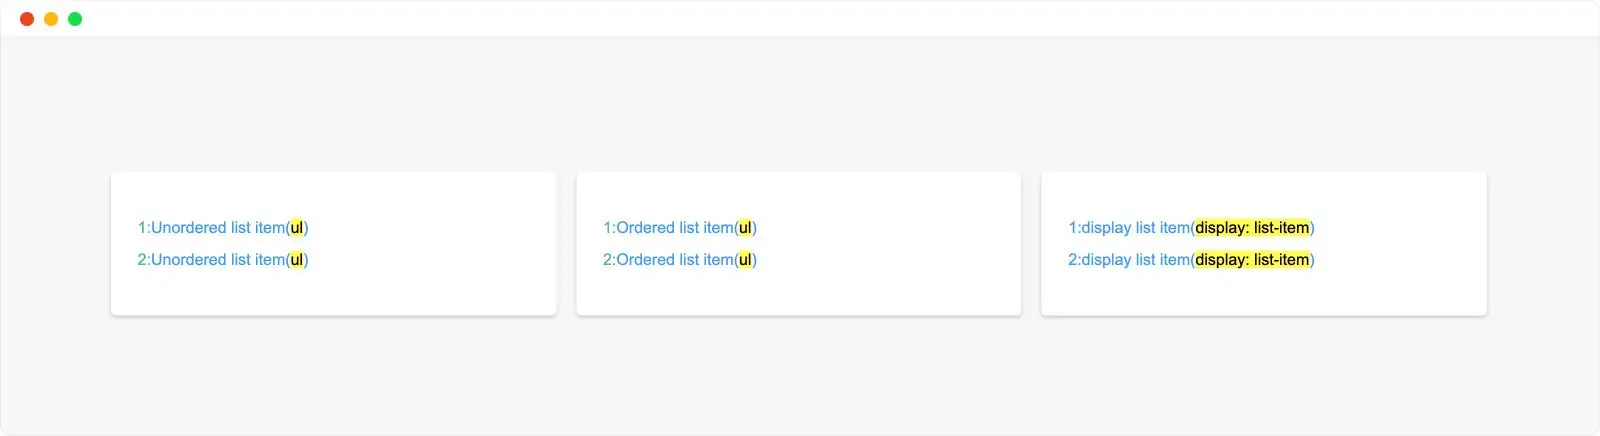 1:Unordered list item(ul)
2:Unordered list item(ul)
1:Ordered list item(ul)
2:Ordered list item(ul)
1:display list item(display: list-item)
2:display list item(display: list-item)